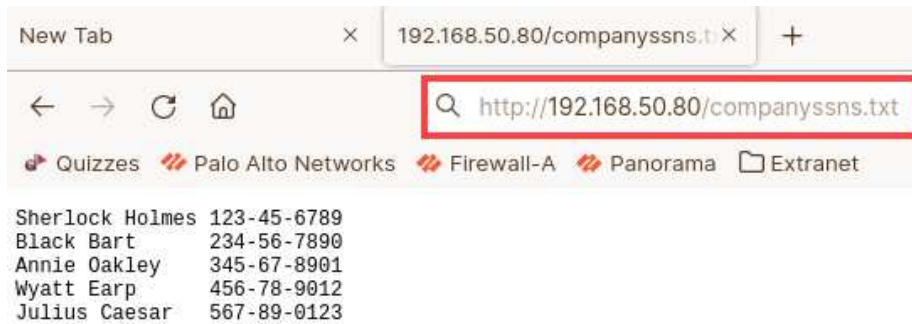 New Tab
192.168.50.80/companyssns.t
http://192.168.50.80/companyssns.txt
Quizzes Palo Alto Networks Firewall-A Panorama Extranet
Sherlock Holmes 123-45-6789
Black Bart 234-56-7890
Annie Oakley 345-67-8901
Wyatt Earp 456-78-9012
Julius Caesar 567-89-0123